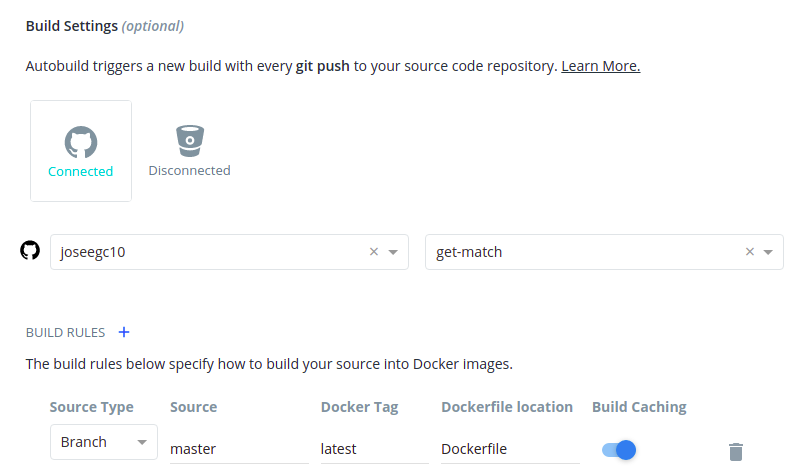 Build Settings (optional)
Autobuild triggers a new build with every git push to your source code repository. Learn More.
Connected
Disconnected
joseegc10
get-match
BUILD RULES +
The build rules below specify how to build your source into Docker images.
Source Type Source Docker Tag Dockerfile location Build Caching
Branch master latest Dockerfile